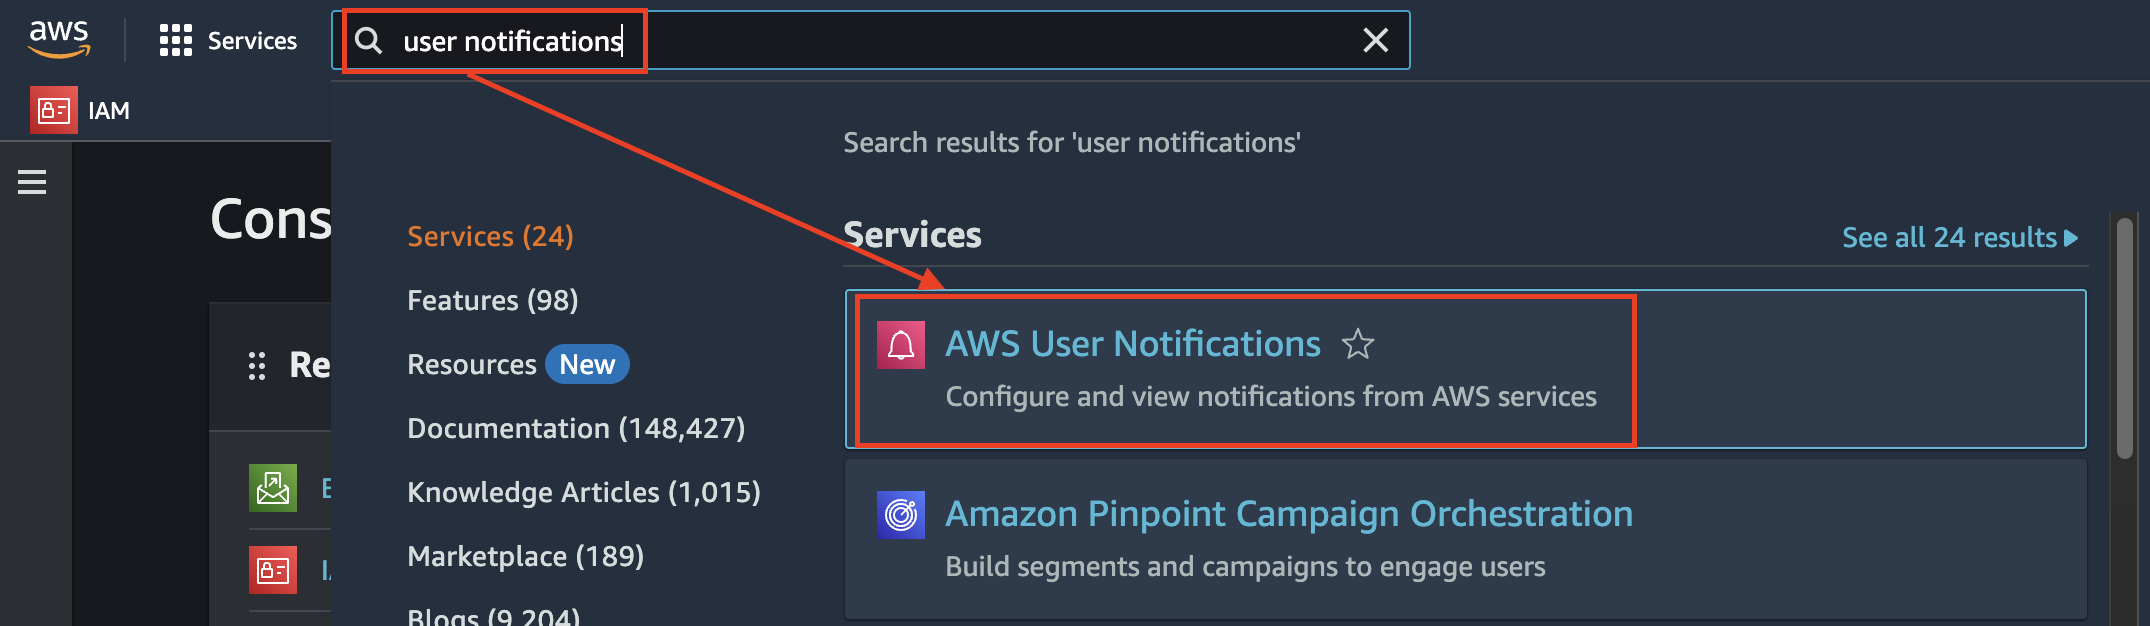 aws
Services
user notifications
IAM
Search results for 'user notifications'
Cons
Services (24)
Services
See all 24 results
Features (98)
AWS User Notifications
Configure and view notifications from AWS services
Re
Resources New
Documentation (148,427)
Knowledge Articles (1,015)
Amazon Pinpoint Campaign Orchestration
Build segments and campaigns to engage users
Marketplace (189)
Blogs (9,204)